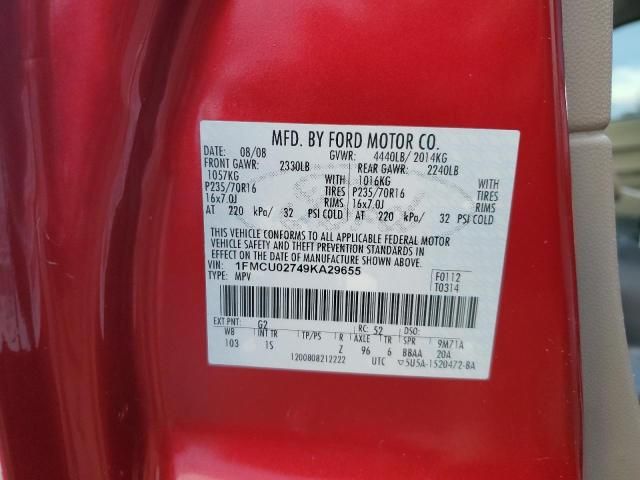 MFD. BY FORD MOTOR CO.
DATE: 08/08 GVWR: 4440LB/ 2014KG
FRONT GAWR: 2330LB REAR GAWR: 2240LB
1057KG WITH 1016KG WITH
P235/70R16 TIRES P235/70R16 TIRES
16x7.0J RIMS 16x7.0J RIMS
AT 220 kPa/ 32 PSI COLD AT 220 kPa/ 32 PSI COLD
THIS VEHICLE CONFORMS TO ALL APPLICABLE FEDERAL MOTOR
VEHICLE SAFETY AND THEFT PREVENTION STANDARDS IN
EFFECT ON THE DATE OF MANUFACTURE SHOWN ABOVE.
VIN: 1FMCU02749KA29655 F0112
TYPE: MPV T0314
EXT PNT: G2 RC: 52 DSO:
WB INT TR TP/PS R AXLE TR SPR 9M71A
103 1S Z 96 6 BBAA 20A
1200808212222 UTC ▽5U5A-1520472-BA